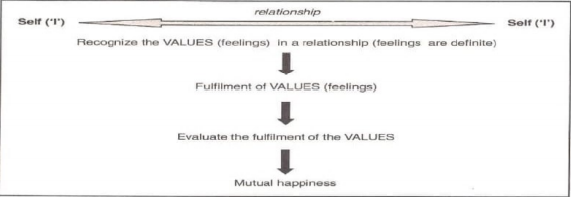 relationship
Self ('I') Self ('I')
Recognize the VALUES (feelings) in a relationship (feelings are definite)
Fulfilment of VALUES (feelings)
Evaluate the fulfilment of the VALUES
Mutual happiness